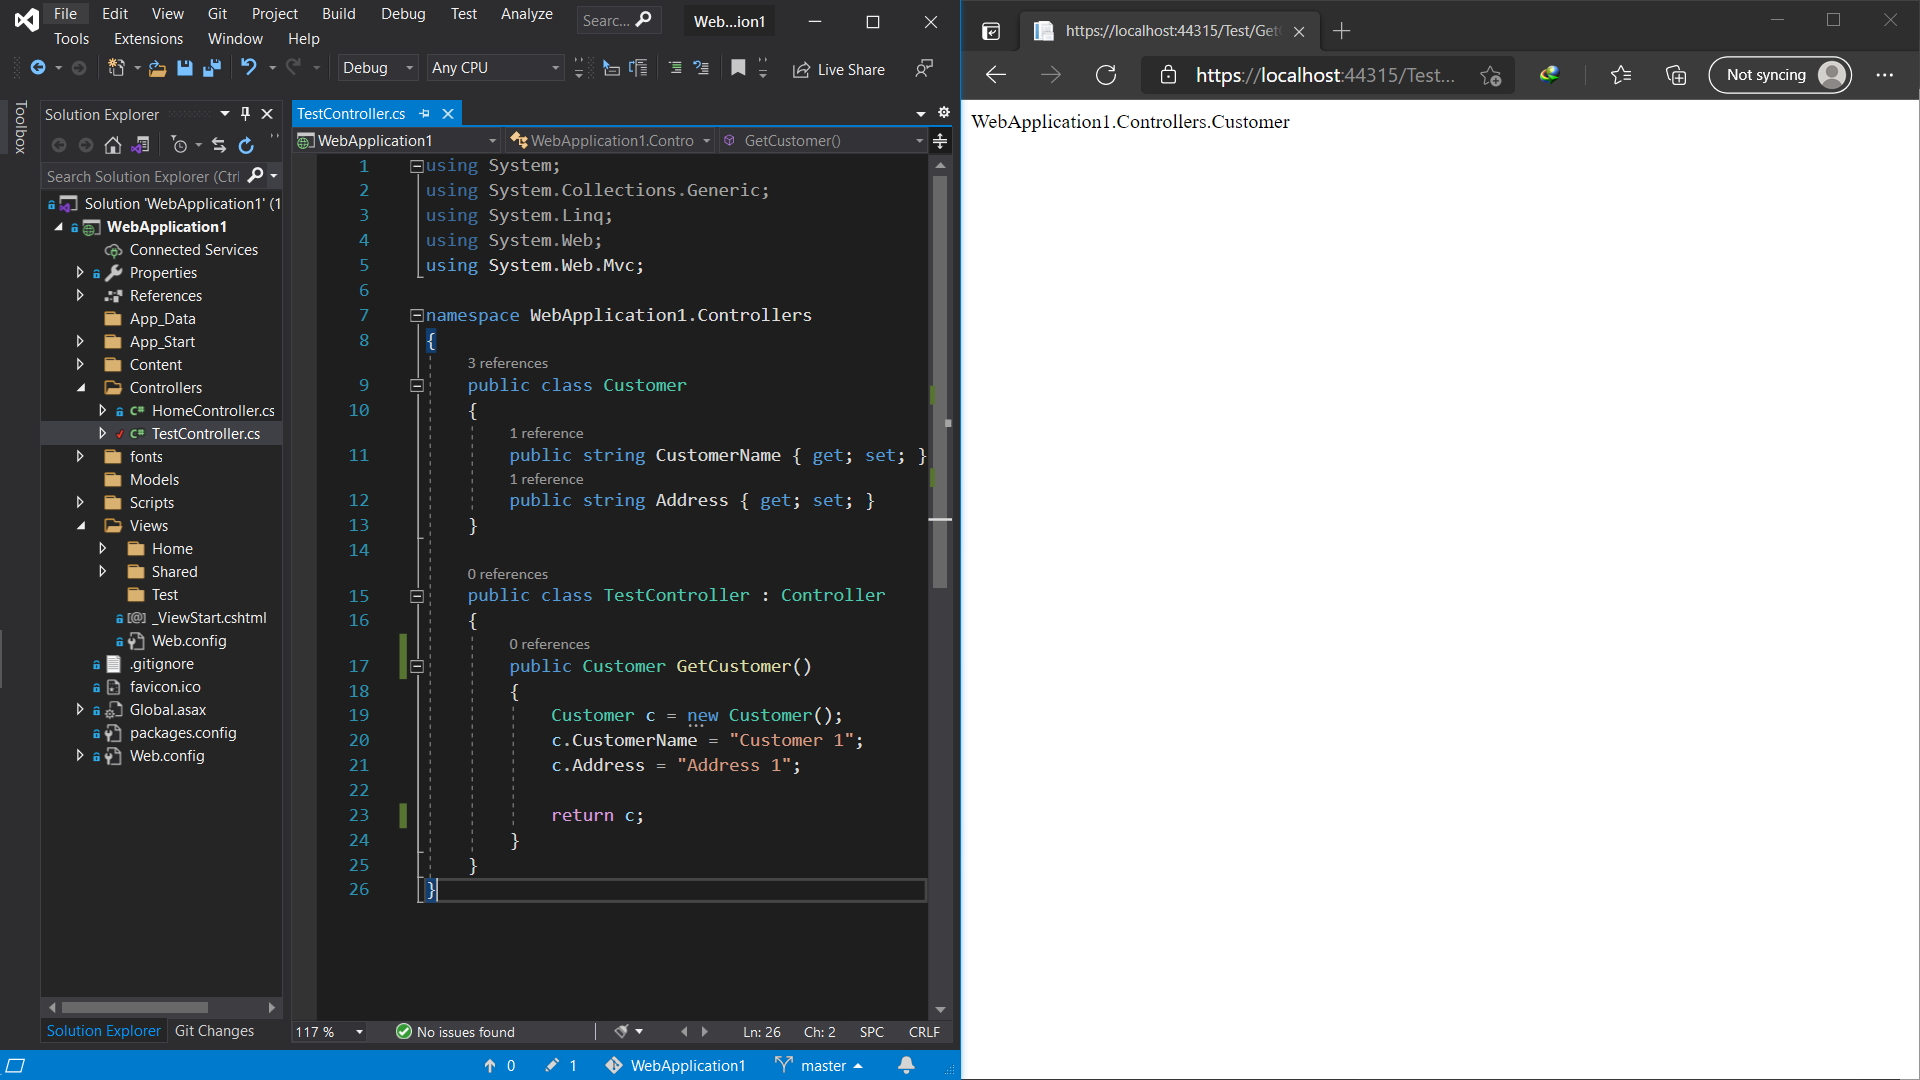 File Edit View Git Project Build Debug Test Analyze Searc... Web...ion1
Tools Extensions Window Help
Debug Any CPU Live Share
Toolbox
Solution Explorer
Search Solution Explorer (Ctrl
Solution 'WebApplication1' (1
WebApplication1
Connected Services
Properties
References
App_Data
App_Start
Content
Controllers
C# HomeController.cs
C# TestController.cs
fonts
Models
Scripts
Views
Home
Shared
Test
[@] _ViewStart.cshtml
Web.config
.gitignore
favicon.ico
Global.asax
packages.config
Web.config
Solution Explorer Git Changes
TestController.cs
WebApplication1 WebApplication1.Contro GetCustomer()
1 using System;
2 using System.Collections.Generic;
3 using System.Linq;
4 using System.Web;
5 using System.Web.Mvc;
6
7 namespace WebApplication1.Controllers
8 {
3 references
9 public class Customer
10 {
1 reference
11 public string CustomerName { get; set; }
1 reference
12 public string Address { get; set; }
13 }
14
0 references
15 public class TestController : Controller
16 {
0 references
17 public Customer GetCustomer()
18 {
19 Customer c = new Customer();
20 c.CustomerName = "Customer 1";
21 c.Address = "Address 1";
22
23 return c;
24 }
25 }
26 }
117 % No issues found Ln: 26 Ch: 2 SPC CRLF
0 1 WebApplication1 master
https://localhost:44315/Test/Get
https://localhost:44315/Test... Not syncing
WebApplication1.Controllers.Customer